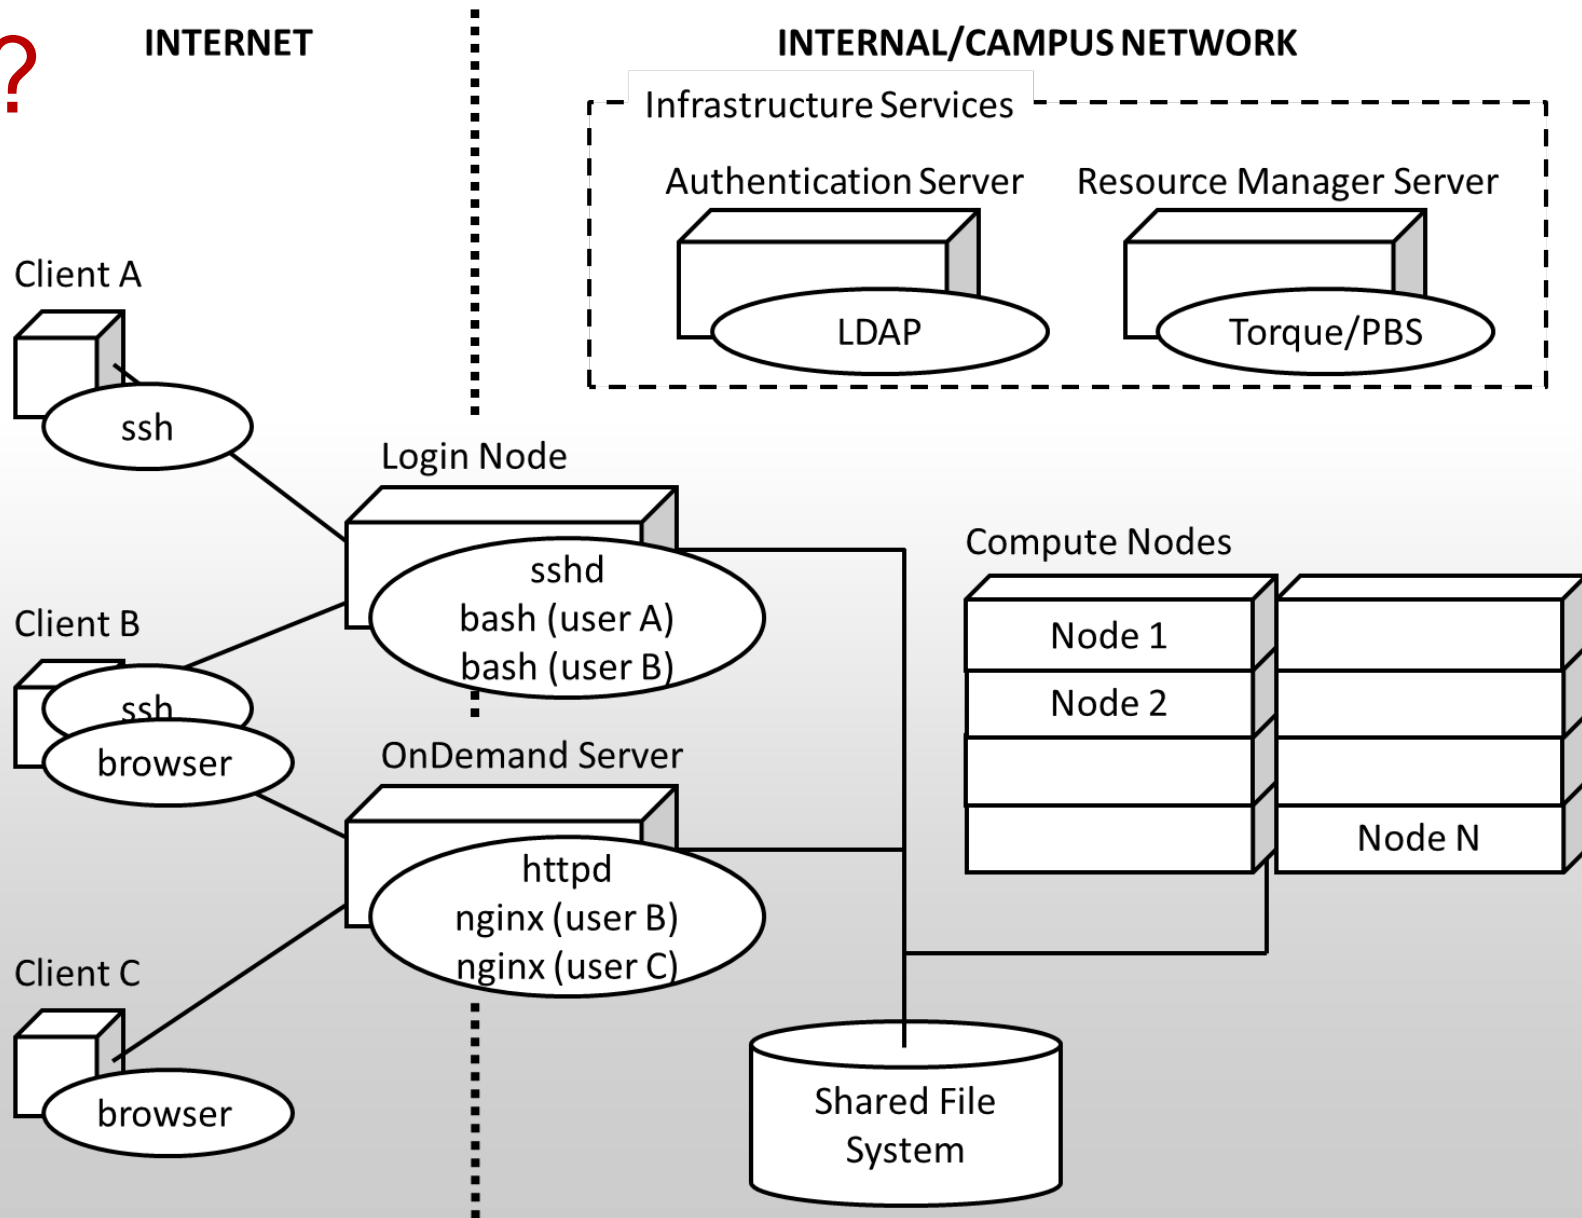 ?
INTERNET
INTERNAL/CAMPUS NETWORK
Infrastructure Services
Authentication Server
Resource Manager Server
LDAP
Torque/PBS
Client A
ssh
Login Node
sshd
bash (user A)
bash (user B)
Client B
ssh
browser
OnDemand Server
httpd
nginx (user B)
nginx (user C)
Client C
browser
Compute Nodes
Node 1
Node 2
Node N
Shared File
System